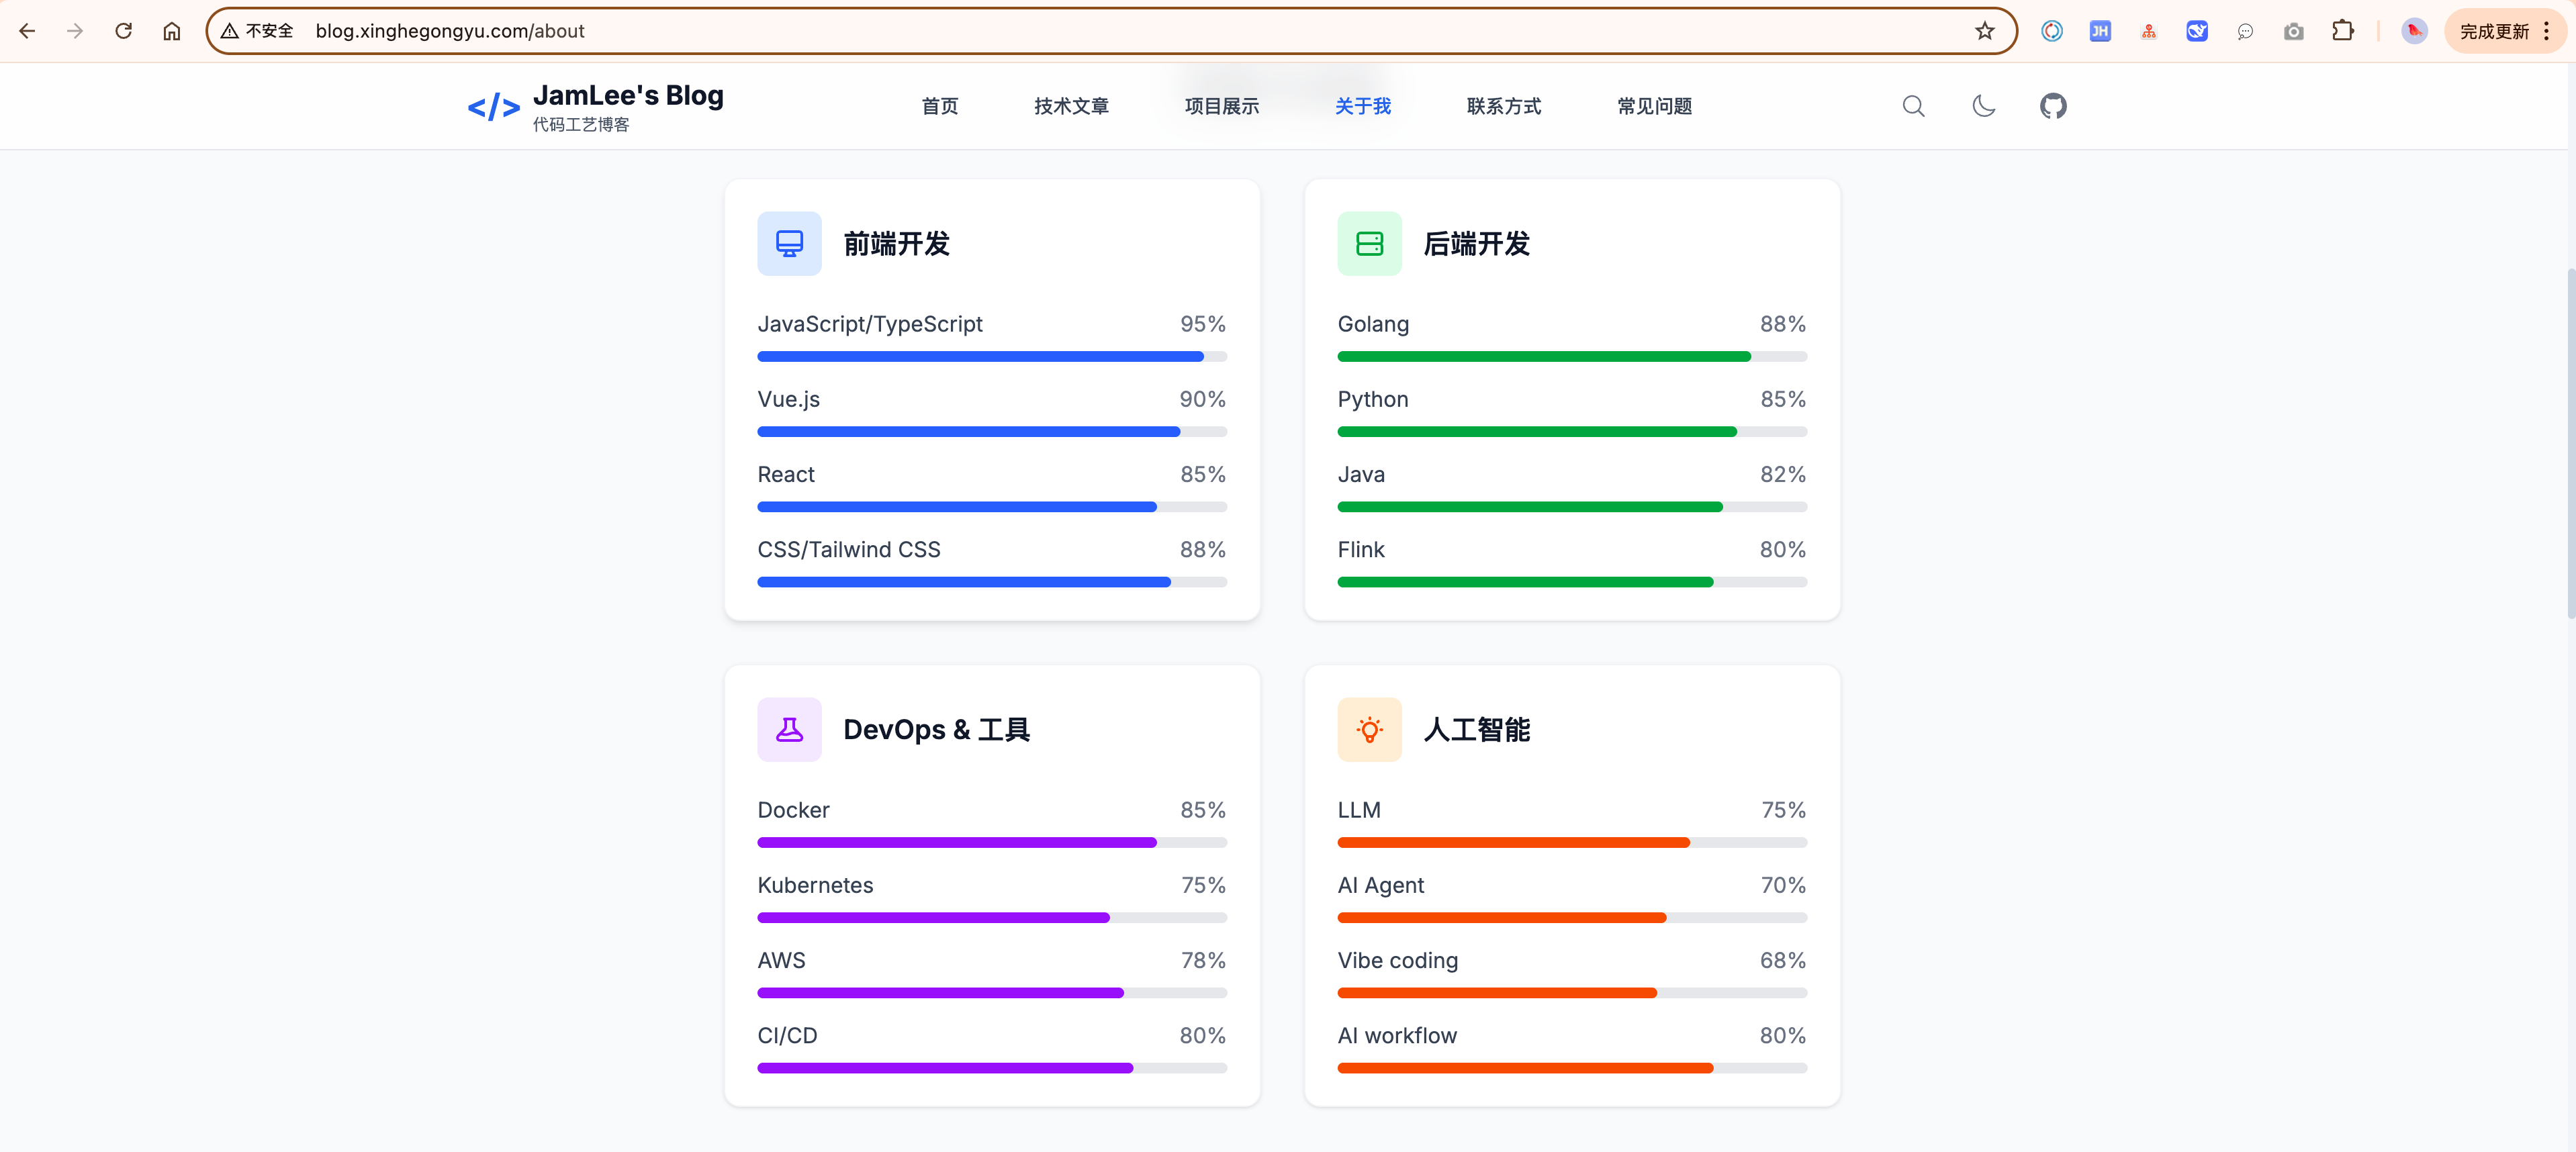 不安全 blog.xinghegongyu.com/about
JH
完成更新
</>
JamLee's Blog
代码工艺博客
首页 技术文章 项目展示 关于我 联系方式 常见问题
前端开发
JavaScript/TypeScript 95%
Vue.js 90%
React 85%
CSS/Tailwind CSS 88%
后端开发
Golang 88%
Python 85%
Java 82%
Flink 80%
DevOps & 工具
Docker 85%
Kubernetes 75%
AWS 78%
CI/CD 80%
人工智能
LLM 75%
AI Agent 70%
Vibe coding 68%
AI workflow 80%